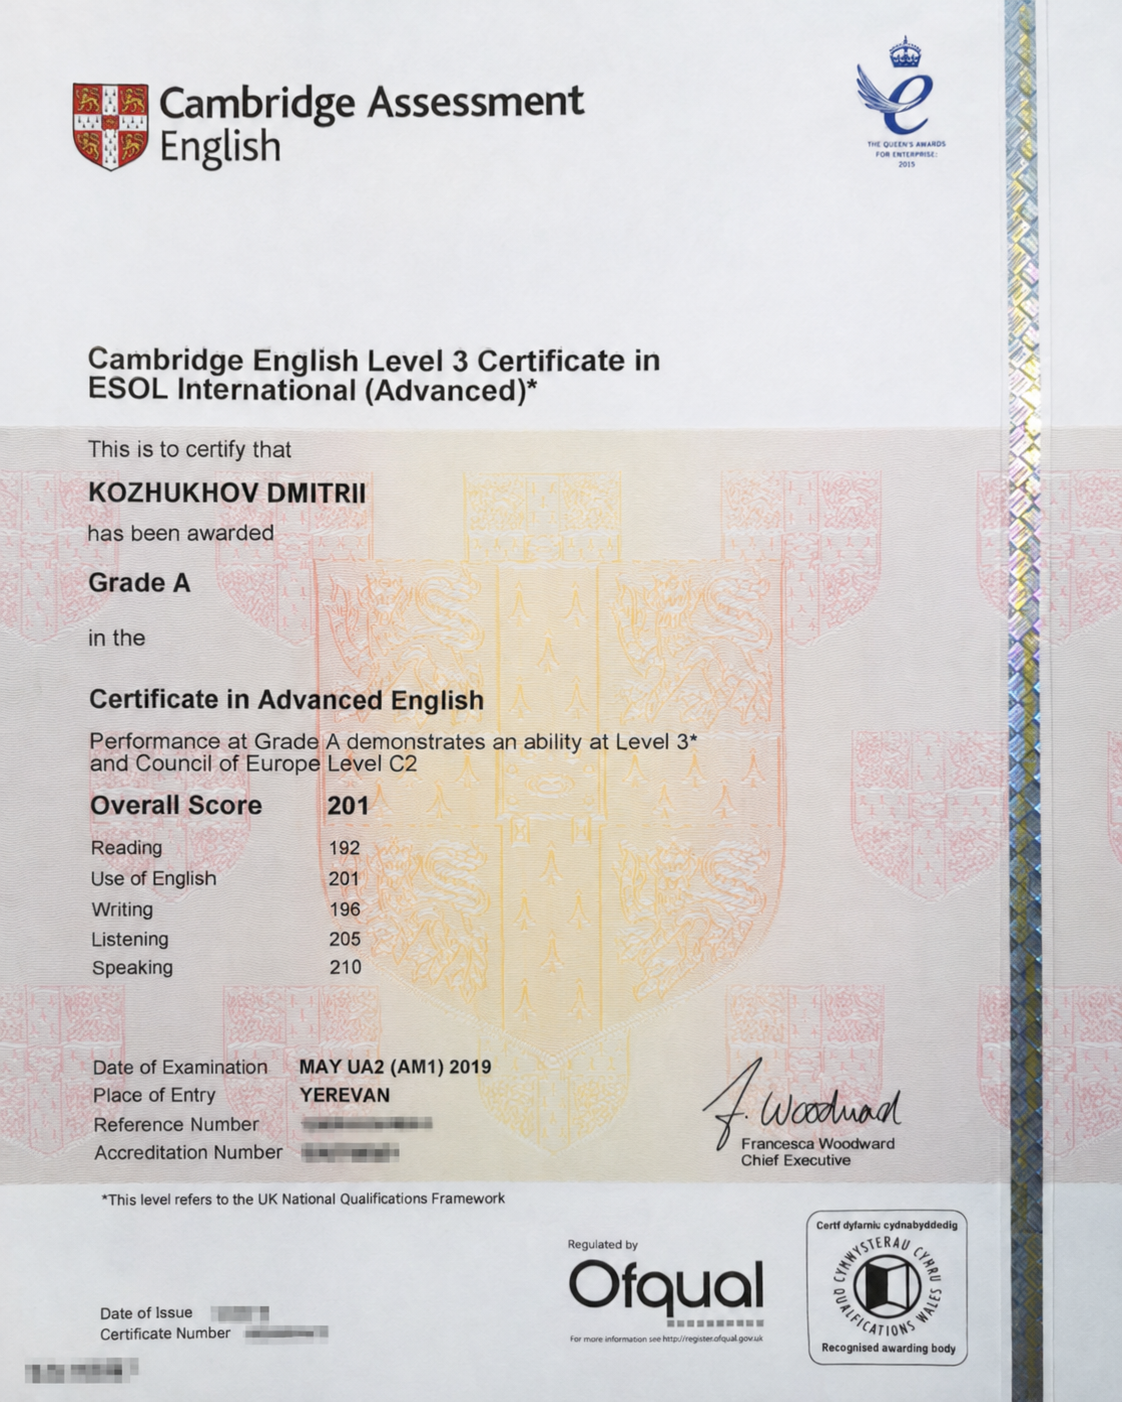 Cambridge Assessment
English
THE QUEEN'S AWARDS
FOR ENTERPRISE:
2015
Cambridge English Level 3 Certificate in
ESOL International (Advanced)*
This is to certify that
KOZHUKHOV DMITRII
has been awarded
Grade A
in the
Certificate in Advanced English
Performance at Grade A demonstrates an ability at Level 3*
and Council of Europe Level C2
Overall Score 201
Reading 192
Use of English 201
Writing 196
Listening 205
Speaking 210
Date of Examination MAY UA2 (AM1) 2019
Place of Entry YEREVAN
Reference Number
Accreditation Number
F. Woodward
Francesca Woodward
Chief Executive
*This level refers to the UK National Qualifications Framework
Regulated by
Ofqual
For more information see http://register.ofqual.gov.uk
Certf dyfarniu cydnabyddedig
CYMWYSTERAU CYMRU
QUALIFICATIONS WALES
Recognised awarding body
Date of Issue
Certificate Number